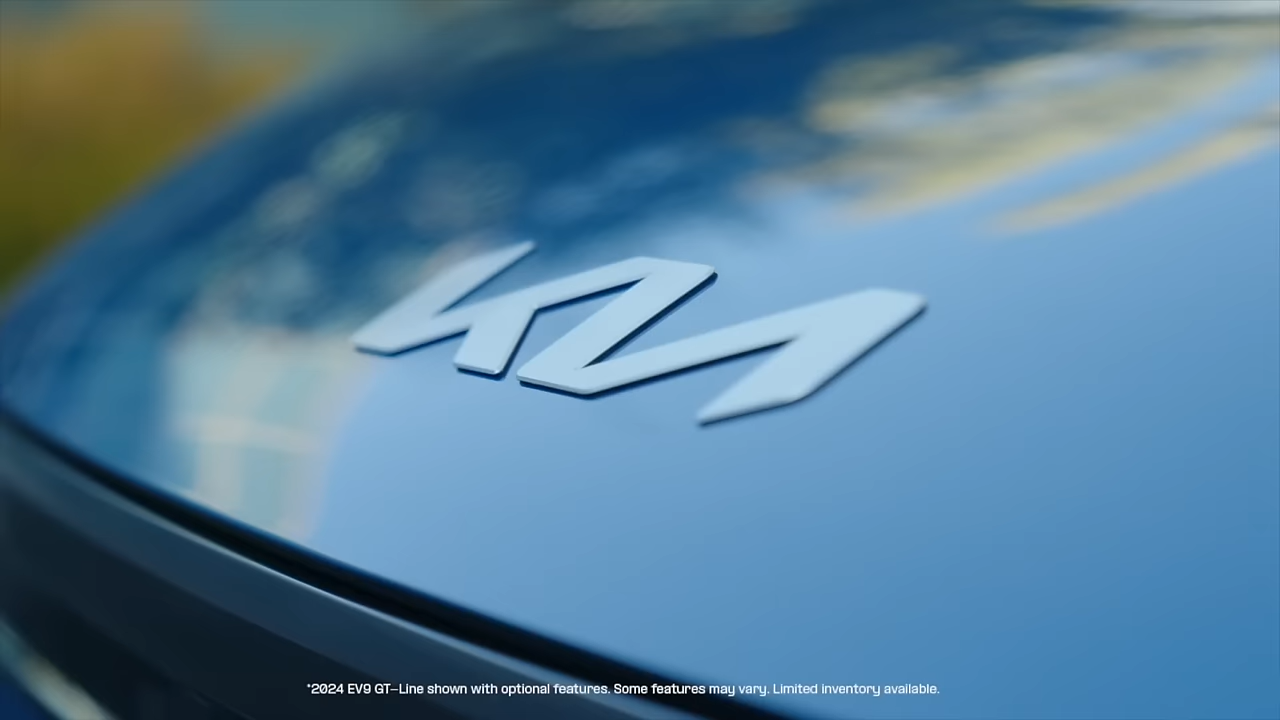 KIA
*2024 EV9 GT-Line shown with optional features. Some features may vary. Limited inventory available.